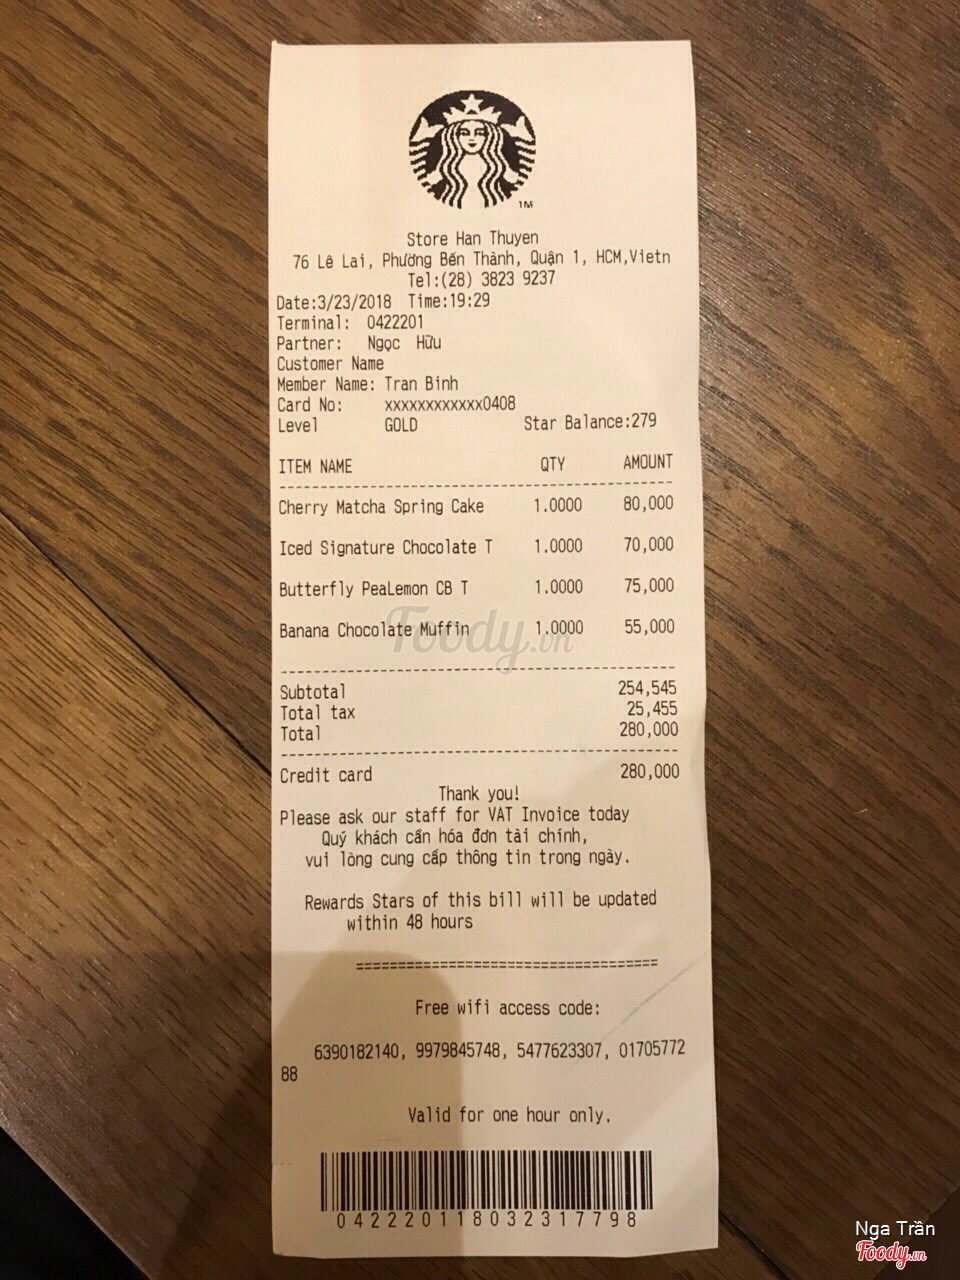 1M
Store Han Thuyen
76 Lê Lai, Phường Bến Thành, Quận 1, HCM,Vietn
Tel:(28) 3823 9237
Date:3/23/2018 Time:19:29
Terminal: 0422201
Partner: Ngọc Hữu
Customer Name
Member Name: Tran Binh
Card No: xxxxxxxxxxxx0408
Level GOLD Star Balance:279
ITEM NAME QTY AMOUNT
Cherry Matcha Spring Cake 1.0000 80,000
Iced Signature Chocolate T 1.0000 70,000
Butterfly PeaLemon CB T 1.0000 75,000
Banana Chocolate Muffin 1.0000 55,000
Foody.vn
Subtotal 254,545
Total tax 25,455
Total 280,000
Credit card 280,000
Thank you!
Please ask our staff for VAT Invoice today
Quý khách cần hóa đơn tài chính,
vui lòng cung cấp thông tin trong ngày.
Rewards Stars of this bill will be updated
within 48 hours
====================================
Free wifi access code:
6390182140, 9979845748, 5477623307, 01705772
88
Valid for one hour only.
042220118032317798
Nga Trần
Foody.vn